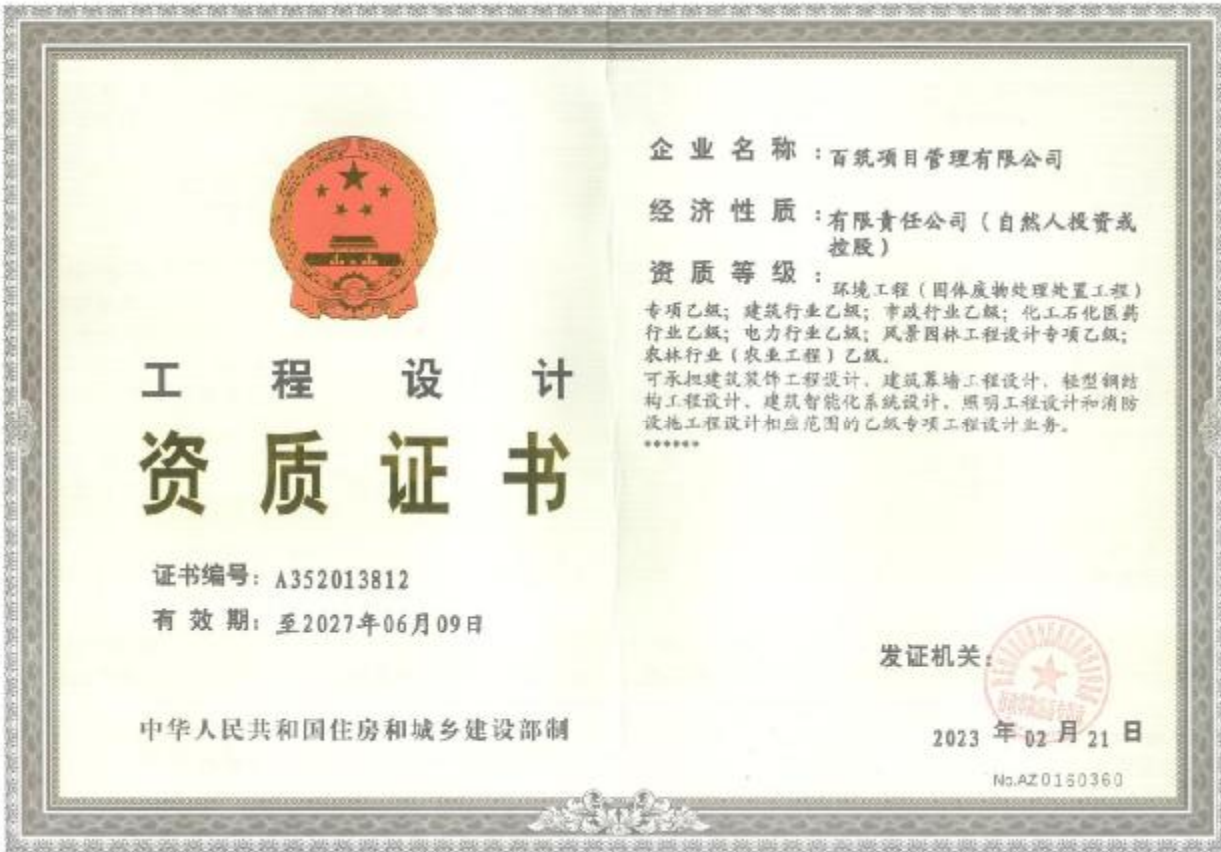 工程设计
资质证书
证书编号：A352013812
有效期：至2027年06月09日
中华人民共和国住房和城乡建设部制
企业名称：百筑项目管理有限公司
经济性质：有限责任公司（自然人投资或
控股）
资质等级：环境工程（固体废物处理处置工程）
专项乙级；建筑行业乙级；市政行业乙级；化工石化医药
行业乙级；电力行业乙级；风景园林工程设计专项乙级；
农林行业（农业工程）乙级。
可承担建筑装饰工程设计、建筑幕墙工程设计、轻型钢结
构工程设计、建筑智能化系统设计、照明工程设计和消防
设施工程设计相应范围的乙级专项工程设计业务。
******
发证机关：
2023年02月21日
No.AZ0160360